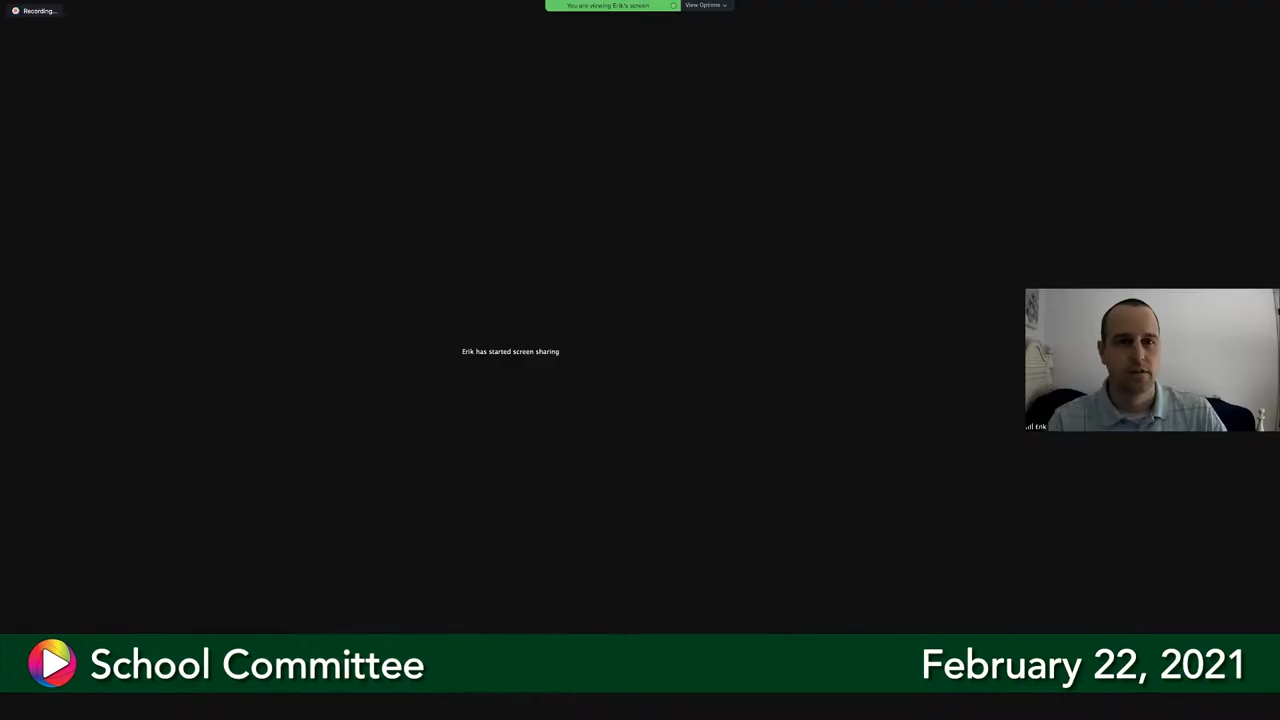 Recording...
You are viewing Erik's screen
View Options
Erik has started screen sharing
Erik
School Committee
February 22, 2021